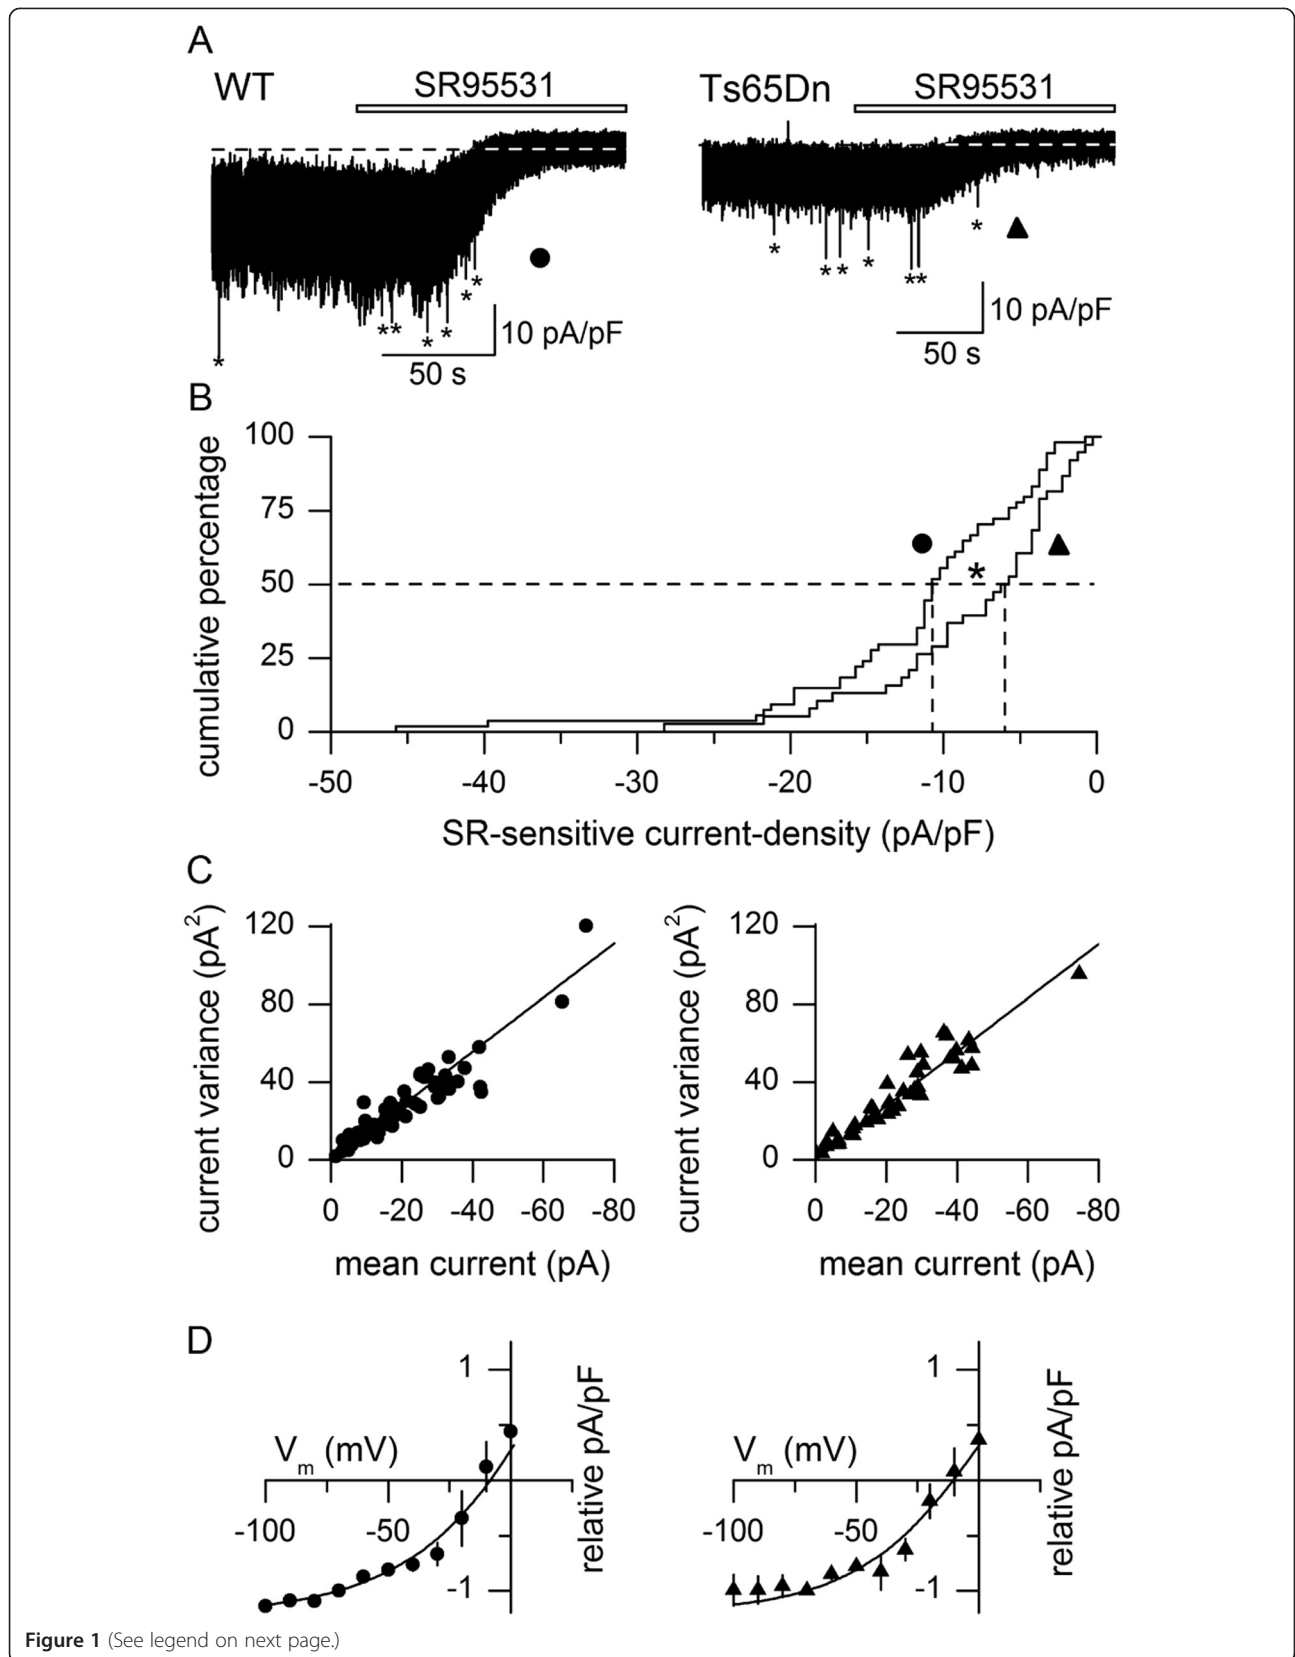 A
WT SR95531 Ts65Dn SR95531
* ** * * * * * * * * ** *
10 pA/pF 10 pA/pF
50 s 50 s
B
cumulative percentage
100
75
50
25
0
*
-50 -40 -30 -20 -10 0
SR-sensitive current-density (pA/pF)
C
current variance (pA²)
120
80
40
0
0 -20 -40 -60 -80
mean current (pA)
current variance (pA²)
120
80
40
0
0 -20 -40 -60 -80
mean current (pA)
D
1
Vm (mV)
-100 -50
-1
relative pA/pF
1
Vm (mV)
-100 -50
-1
relative pA/pF
Figure 1 (See legend on next page.)